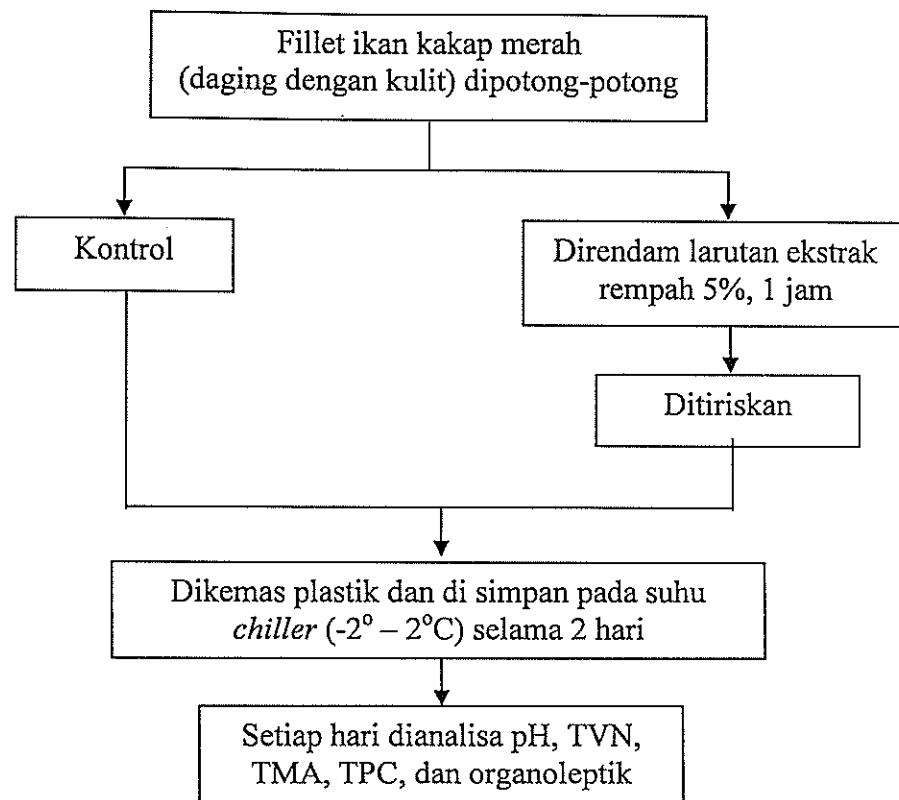 Fillet ikan kakap merah
(daging dengan kulit) dipotong-potong
Kontrol
Direndam larutan ekstrak
rempah 5%, 1 jam
Ditiriskan
Dikemas plastik dan di simpan pada suhu
chiller (-2° – 2°C) selama 2 hari
Setiap hari dianalisa pH, TVN,
TMA, TPC, dan organoleptik